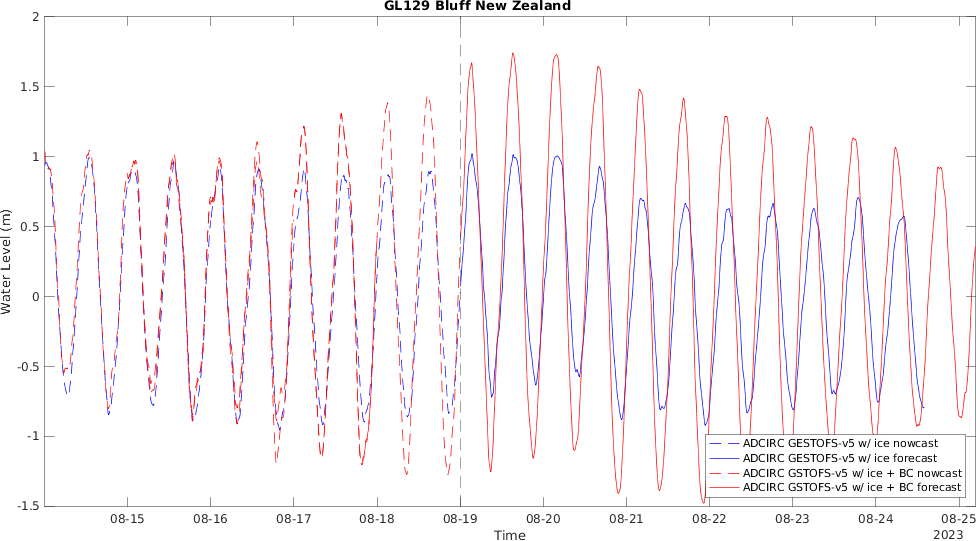 GL129 Bluff New Zealand
2
1.5
1
0.5
0
-0.5
-1
-1.5
Water Level (m)
ADCIRC GESTOFS-v5 w/ ice nowcast
ADCIRC GESTOFS-v5 w/ ice forecast
ADCIRC GSTOFS-v5 w/ ice + BC nowcast
ADCIRC GSTOFS-v5 w/ ice + BC forecast
08-15 08-16 08-17 08-18 08-19 08-20 08-21 08-22 08-23 08-24 08-25
Time
2023